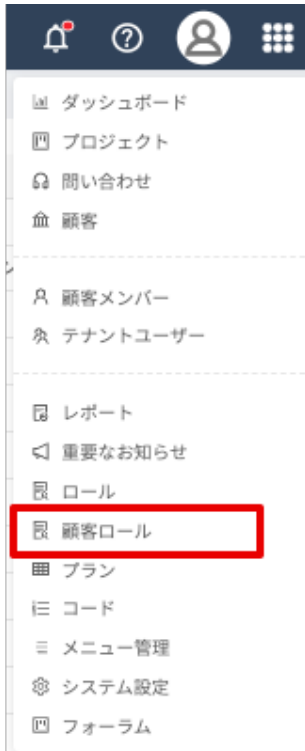 ダッシュボード
プロジェクト
問い合わせ
顧客
顧客メンバー
テナントユーザー
レポート
重要なお知らせ
ロール
顧客ロール
プラン
コード
メニュー管理
システム設定
フォーラム